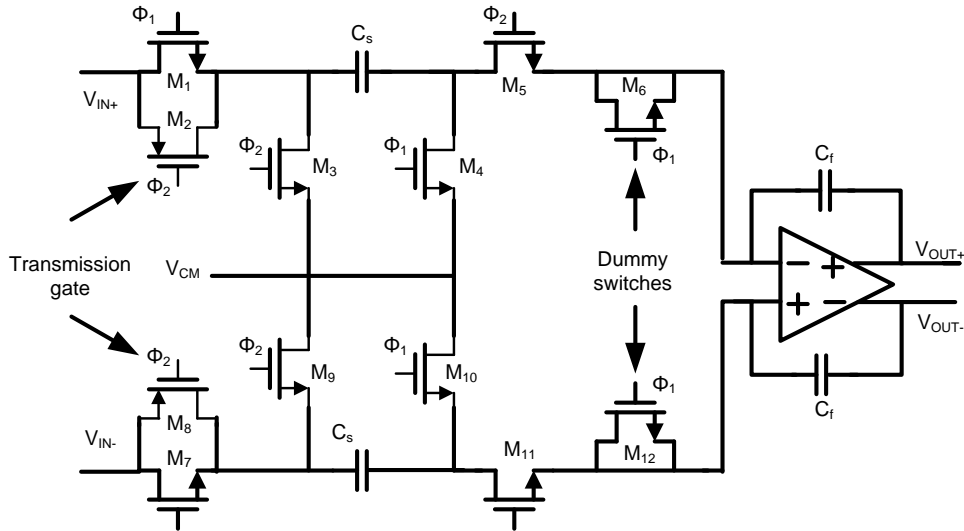 Φ1
Φ2
Cs
M1
M5
M6
VIN+
M2
Φ2
Φ1
M3
M4
Φ1
Φ2
Cf
Transmission
gate
VCM
Dummy
switches
VOUT+
VOUT-
Φ2
Φ2
Φ1
Φ1
M9
M10
M8
Cs
Cf
VIN-
M7
M11
M12